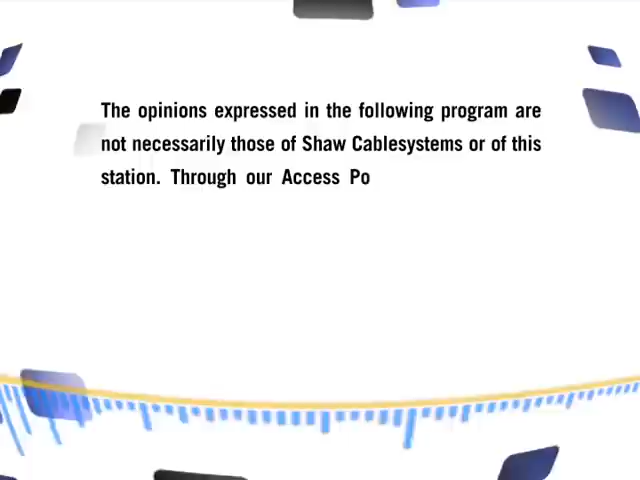 The opinions expressed in the following program are
not necessarily those of Shaw Cablesystems or of this
station. Through our Access Po